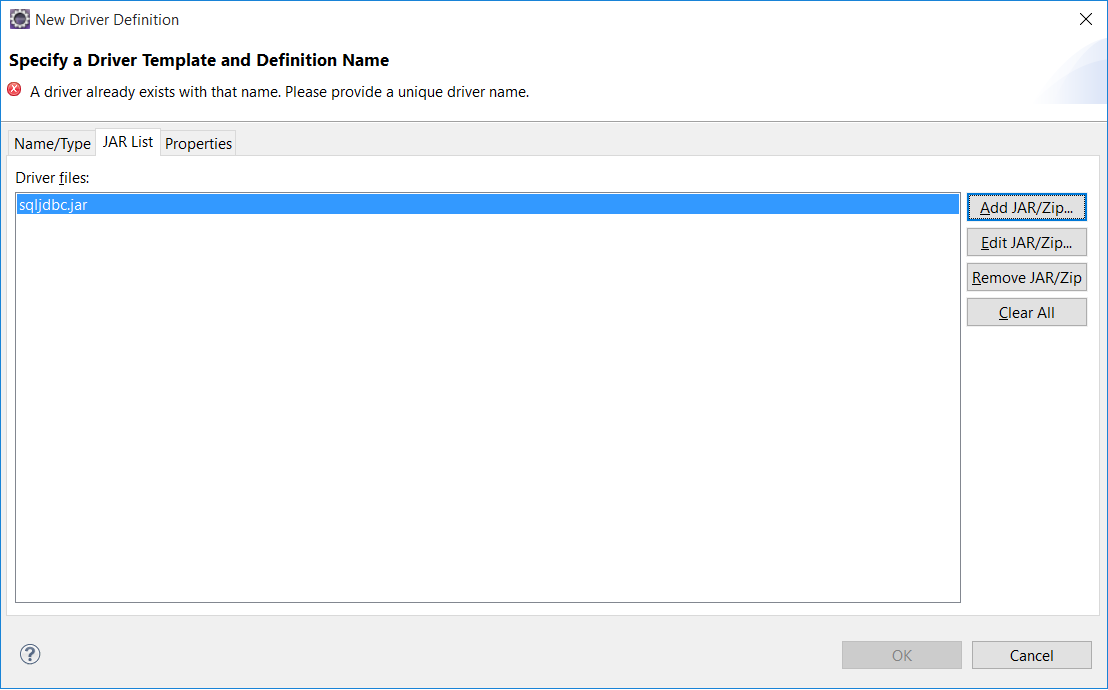 New Driver Definition
Specify a Driver Template and Definition Name
A driver already exists with that name. Please provide a unique driver name.
Name/Type JAR List Properties
Driver files:
sqljdbc.jar
Add JAR/Zip...
Edit JAR/Zip...
Remove JAR/Zip
Clear All
?
OK Cancel